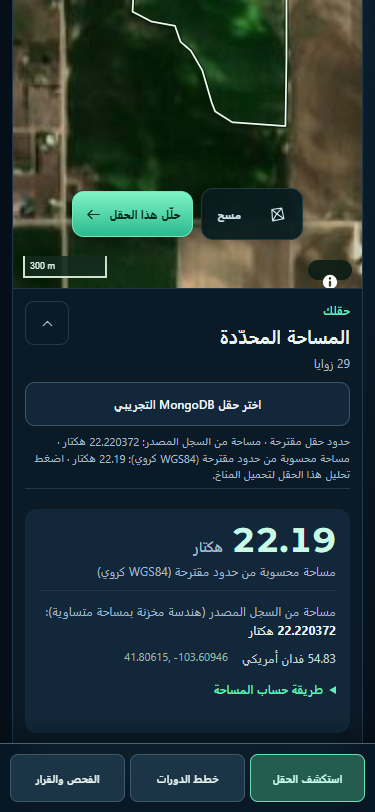 حلّل هذا الحقل ←
مسح
300 m
حقلك
المساحة المحدّدة
29 زوايا
اختر حقل MongoDB التجريبي
حدود حقل مقترحة · مساحة من السجل المصدر: 22.220372 هكتار ·
مساحة محسوبة من حدود مقترحة (WGS84 كروي): 22.19 هكتار · اضغط
تحليل هذا الحقل لتحميل المناخ.
22.19 هكتار
مساحة محسوبة من حدود مقترحة (WGS84 كروي)
مساحة من السجل المصدر (هندسة مخزنة بمساحة متساوية):
22.220372 هكتار
54.83 فدان أمريكي
41.80615, -103.60946
طريقة حساب المساحة
استكشف الحقل
خطط الدورات
الفحص والقرار